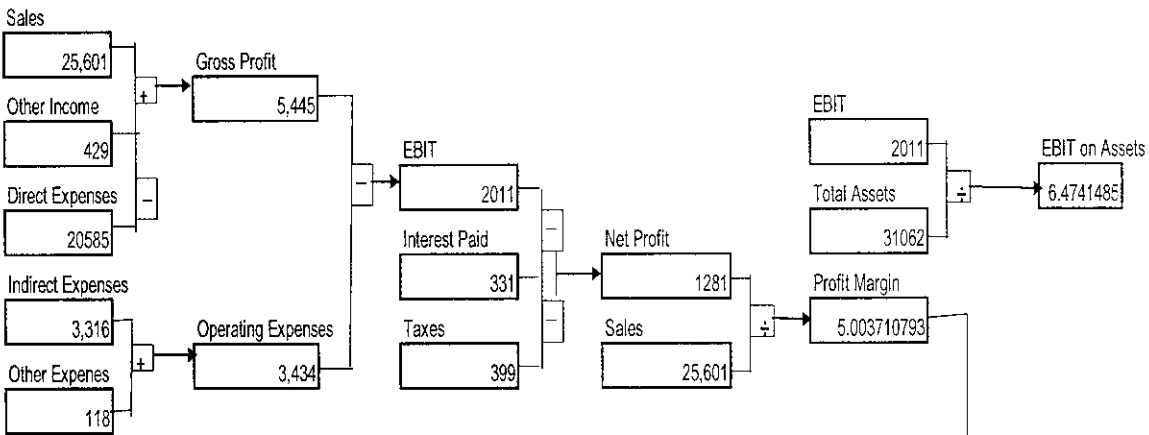 Sales
25,601
+
Gross Profit
5,445
Other Income
429
−
Direct Expenses
20585
Indirect Expenses
3,316
+
Operating Expenses
3,434
Other Expenes
118
−
EBIT
2011
Interest Paid
331
Taxes
399
−
−
Net Profit
1281
Sales
25,601
÷
EBIT
2011
Total Assets
31062
÷
EBIT on Assets
6.4741485
Profit Margin
5.003710793